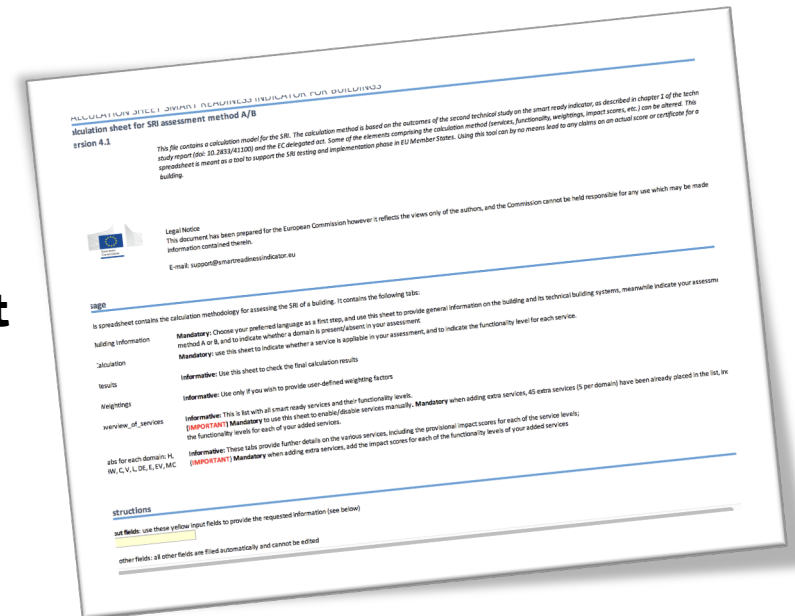 t
ALCULATION SHEET SMART READINESS INDICATOR FOR BUILDINGS
alculation sheet for SRI assessment method A/B
ersion 4.1
This file contains a calculation model for the SRI. The calculation method is based on the outcomes of the second technical study on the smart ready indicator, as described in chapter 1 of the techn
study report (doi: 10.2833/41100) and the EC delegated act. Some of the elements comprising the calculation method (services, functionality, weightings, impact scores, etc.) can be altered. This
spreadsheet is meant as a tool to support the SRI testing and implementation phase in EU Member States. Using this tool can by no means lead to any claims on an actual score or certificate for a
building.
European
Commission
Legal Notice
This document has been prepared for the European Commission however it reflects the views only of the authors, and the Commission cannot be held responsible for any use which may be made
information contained therein.
E-mail: support@smartreadinessindicator.eu
sage
is spreadsheet contains the calculation methodology for assessing the SRI of a building. It contains the following tabs:
uilding Information
Mandatory: Choose your preferred language as a first step, and use this sheet to provide general information on the building and its technical building systems, meanwhile indicate your assessm
method A or B, and to indicate whether a domain is present/absent in your assessment
alculation
Mandatory: use this sheet to indicate whether a service is appliable in your assessment, and to indicate the functionality level for each service.
esults
Informative: Use this sheet to check the final calculation results
Weightings
Informative: Use only if you wish to provide user-defined weighting factors
verview_of_services
Informative: This is list with all smart ready services and their functionality levels.
(IMPORTANT) Mandatory to use this sheet to enable/disable services manually. Mandatory when adding extra services, 45 extra services (5 per domain) have been already placed in the list, inc
the functionality levels for each of your added services.
abs for each domain: H,
W, C, V, L, DE, E, EV, MC
Informative: These tabs provide further details on the various services, including the provisional impact scores for each of the service levels;
(IMPORTANT) Mandatory when adding extra services, add the impact scores for each of the functionality levels of your added services
structions
out fields: use these yellow input fields to provide the requested information (see below)
other fields: all other fields are filled automatically and cannot be edited